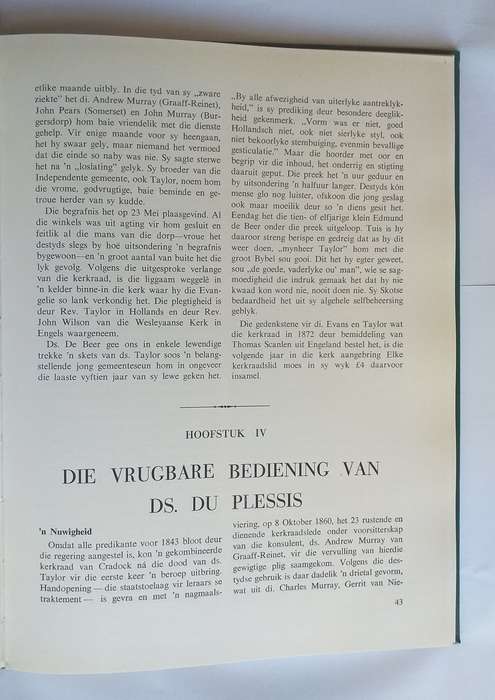 etlike maande uitbly. In die tyd van sy „zware
ziekte” het di. Andrew Murray (Graaff-Reinet),
John Pears (Somerset) en John Murray (Bur-
gersdorp) hom baie vriendelik met die dienste
gehelp. Vir enige maande voor sy heengaan,
het hy swaar gely, maar niemand het vermoed
dat die einde so naby was nie. Sy sagte sterwe
het na 'n „loslating” gelyk. Sy broeder van die
Independente gemeente, ook Taylor, noem hom
die vrome, godvrugtige, baie beminde en ge-
troue herder van sy kudde.
Die begrafnis het op 23 Mei plaasgevind. Al
die winkels was uit agting vir hom gesluit en
feitlik al die mans van die dorp—vrouse het
destyds slegs by hoë uitsondering 'n begrafnis
bygewoon—en 'n groot aantal van buite het die
lyk gevolg. Volgens die uitgesproke verlange
van die kerkraad, is die liggaam weggelê in
'n kelder binne-in die kerk waar hy die Evan-
gelie so lank verkondig het. Die plegtigheid is
deur Rev. Taylor in Hollands en deur Rev.
John Wilson van die Wesleyaanse Kerk in
Engels waargeneem.
Ds. De Beer gee ons in enkele lewendige
trekke 'n skets van ds. Taylor soos 'n belang-
stellende jong gemeenteseun hom in ongeveer
die laaste vyftien jaar van sy lewe geken het.
„By alle afwezigheid van uiterlyke aantreklyk-
heid,” is sy prediking deur besondere deeglik-
heid gekenmerk. „Vorm was er niet, goed
Hollandsch niet, ook niet sierlyke styl, ook
niet bekoorlyke stembuiging, evenmin bevallige
gesticulatie.” Maar die hoorder met oor en
begrip vir die inhoud, het onderrig en stigting
daaruit geput. Die preek het 'n uur geduur en
by uitsondering 'n halfuur langer. Destyds kón
mense glo nog luister, ofskoon die jong geslag
ook maar moeilik deur so 'n diens gesit het.
Eendag het die tien- of elfjarige klein Edmund
de Beer onder die preek uitgeloop. Tuis is hy
daaroor streng berispe en gedreig dat as hy dit
weer doen, „mynheer Taylor” hom met die
groot Bybel sou gooi. Dit het hy egter geweet,
sou „de goede, vaderlyke ou' man”, wie se sag-
moedigheid die indruk gemaak het dat hy nie
kwaad kon word nie, nooit doen nie. Sy Skotse
bedaardheid het uit sy algehele selfbeheersing
geblyk.
Die gedenkstene vir di. Evans en Taylor wat
die kerkraad in 1872 deur bemiddeling van
Thomas Scanlen uit Engeland bestel het, is die
volgende jaar in die kerk aangebring Elke
kerkraadslid moes in sy wyk £4 daarvoor
insamel.
HOOFSTUK IV
DIE VRUGBARE BEDIENING VAN
DS. DU PLESSIS
'n Nuwigheid
Omdat alle predikante voor 1843 bloot deur
die regering aangestel is, kon 'n gekombineerde
kerkraad van Cradock ná die dood van ds.
Taylor vir die eerste keer 'n beroep uitbring.
Handopening — die staatstoelaag vir leraars se
traktement — is gevra en met 'n nagmaals-
viering, op 8 Oktober 1860, het 23 rustende en
dienende kerkraadslede onder voorsitterskap
van die konsulent, ds. Andrew Murray van
Graaff-Reinet, vir die vervulling van hierdie
gewigtige plig saamgekom. Volgens die des-
tydse gebruik is daar dadelik 'n drietal gevorm,
wat uit di. Charles Murray, Gerrit van Nie-
43